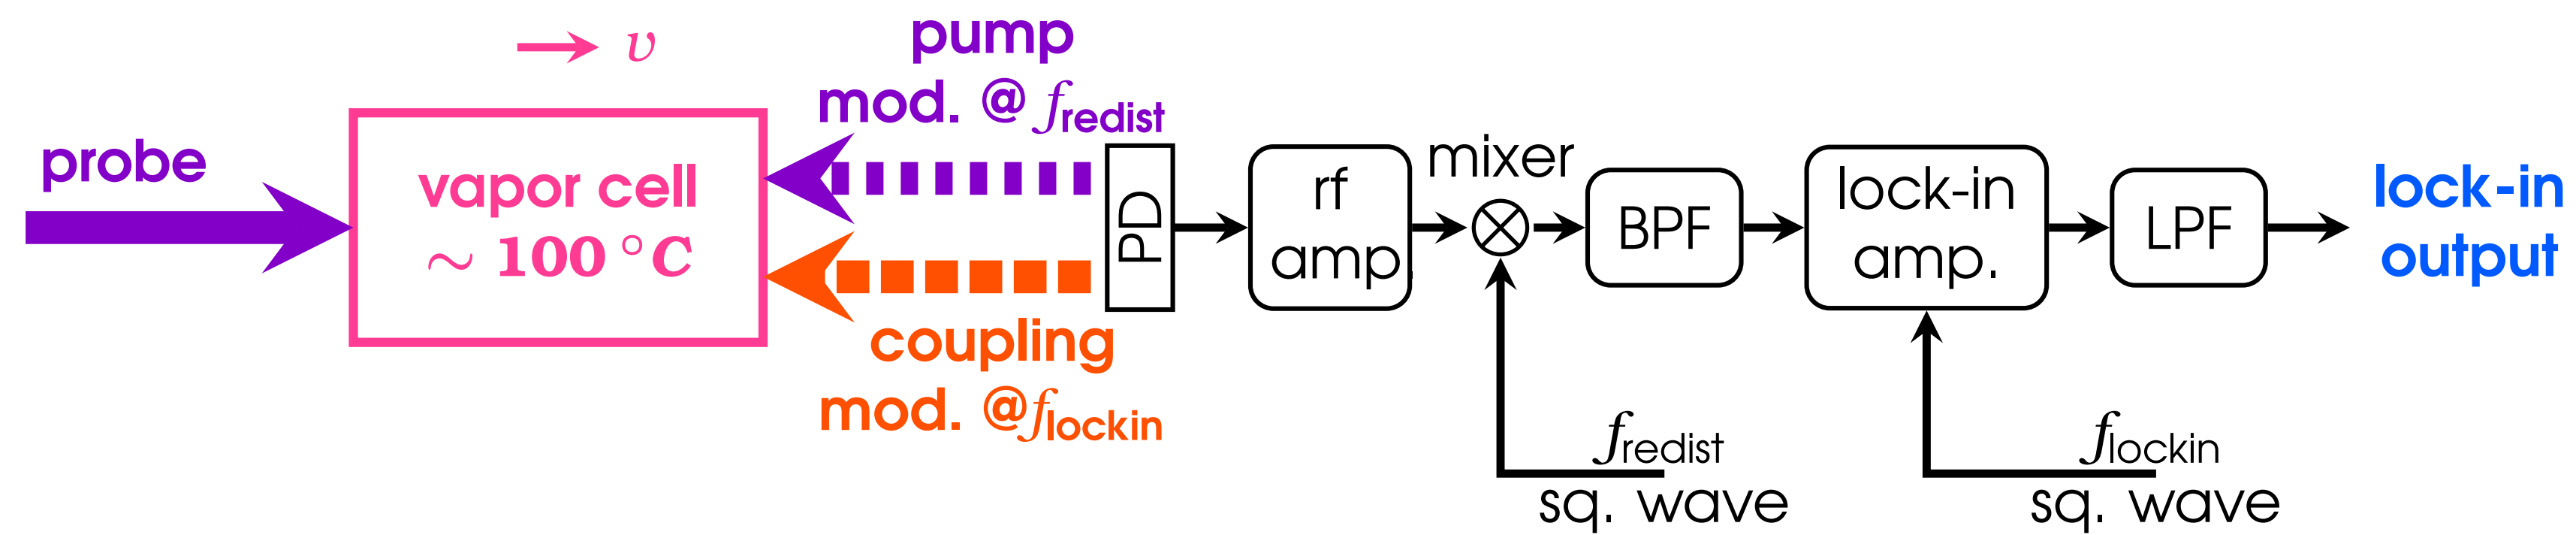 → v
probe
vapor cell
∼ 100 °C
pump
mod. @ f_redist
coupling
mod. @f_lockin
PD
rf
amp
mixer
f_redist
sq. wave
BPF
lock-in
amp.
f_lockin
sq. wave
LPF
lock-in
output